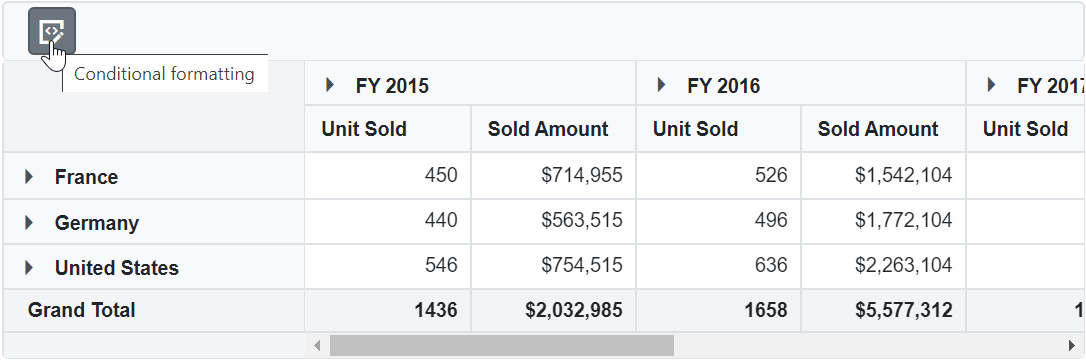 Conditional formatting
FY 2015 FY 2016 FY 2017
Unit Sold Sold Amount Unit Sold Sold Amount Unit Sold
France 450 $714,955 526 $1,542,104
Germany 440 $563,515 496 $1,772,104
United States 546 $754,515 636 $2,263,104
Grand Total 1436 $2,032,985 1658 $5,577,312 1